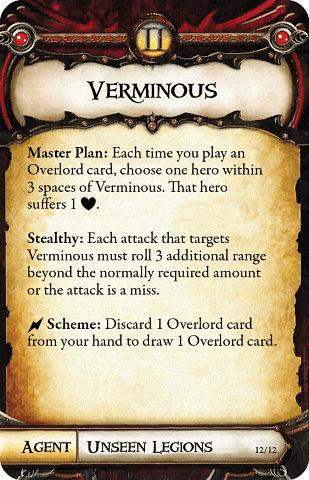 II
VERMINOUS
Master Plan: Each time you play an
Overlord card, choose one hero within
3 spaces of Verminous. That hero
suffers 1 ♥.
Stealthy: Each attack that targets
Verminous must roll 3 additional range
beyond the normally required amount
or the attack is a miss.
Scheme: Discard 1 Overlord card
from your hand to draw 1 Overlord card.
AGENT UNSEEN LEGIONS 12/12